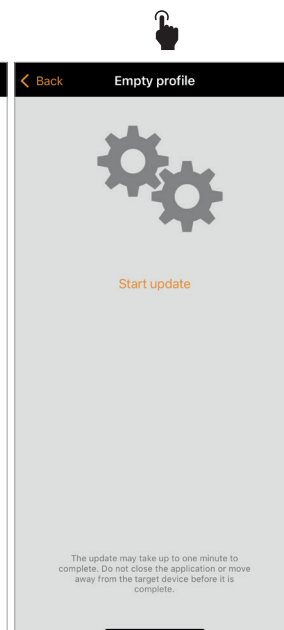 Back Empty profile
Start update
The update may take up to one minute to
complete. Do not close the application or move
away from the target device before it is
complete.